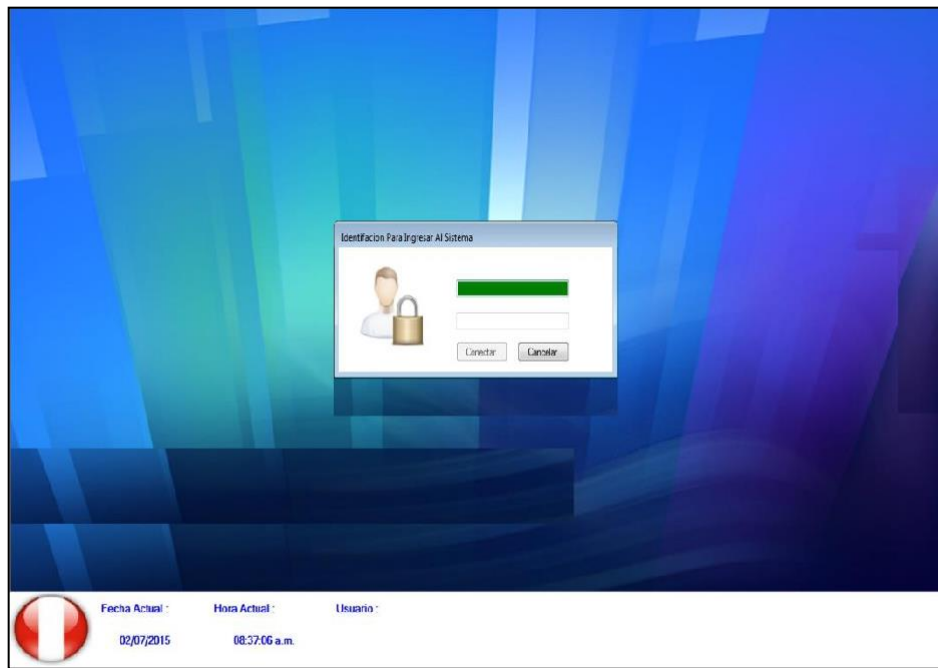 Identifacion Para Ingresar Al Sistema
Conectar Cancelar
Fecha Actual : Hora Actual : Usuario :
02/07/2015 08:37:06 a.m.